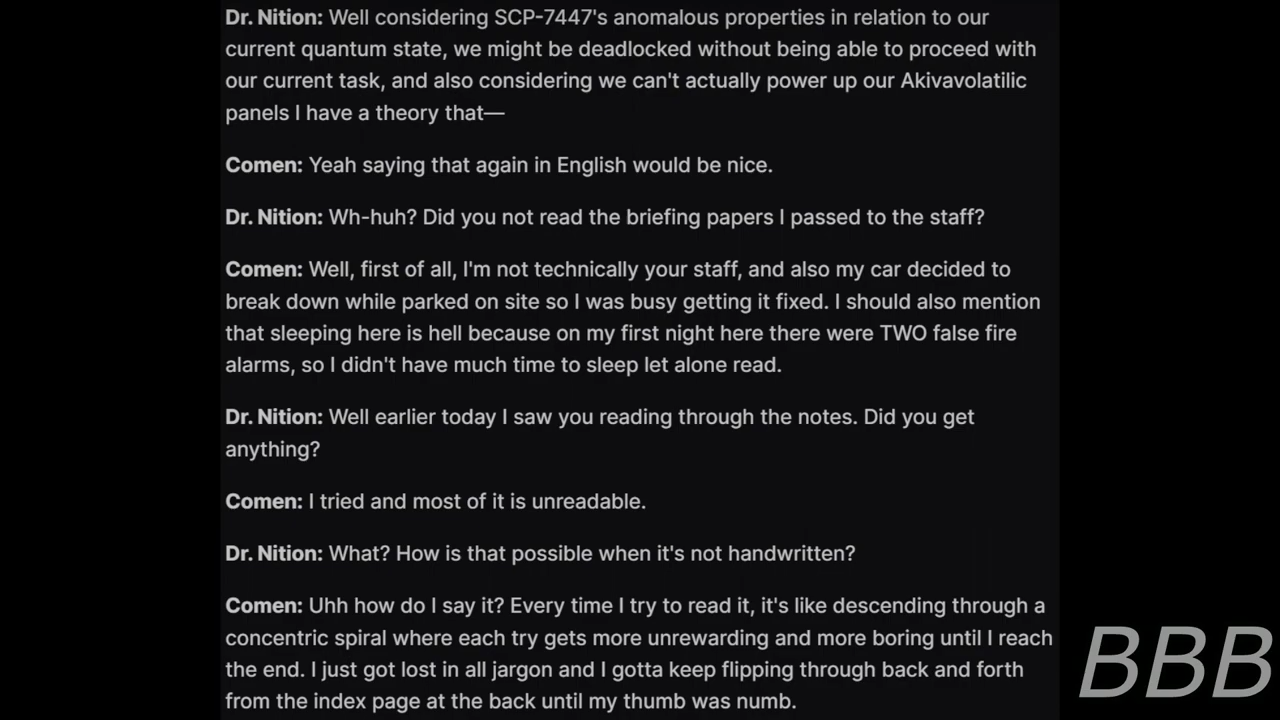 Dr. Nition: Well considering SCP-7447's anomalous properties in relation to our
current quantum state, we might be deadlocked without being able to proceed with
our current task, and also considering we can't actually power up our Akivavolatilic
panels I have a theory that—
Comen: Yeah saying that again in English would be nice.
Dr. Nition: Wh-huh? Did you not read the briefing papers I passed to the staff?
Comen: Well, first of all, I'm not technically your staff, and also my car decided to
break down while parked on site so I was busy getting it fixed. I should also mention
that sleeping here is hell because on my first night here there were TWO false fire
alarms, so I didn't have much time to sleep let alone read.
Dr. Nition: Well earlier today I saw you reading through the notes. Did you get
anything?
Comen: I tried and most of it is unreadable.
Dr. Nition: What? How is that possible when it's not handwritten?
Comen: Uhh how do I say it? Every time I try to read it, it's like descending through a
concentric spiral where each try gets more unrewarding and more boring until I reach
the end. I just got lost in all jargon and I gotta keep flipping through back and forth
from the index page at the back until my thumb was numb.
BBB